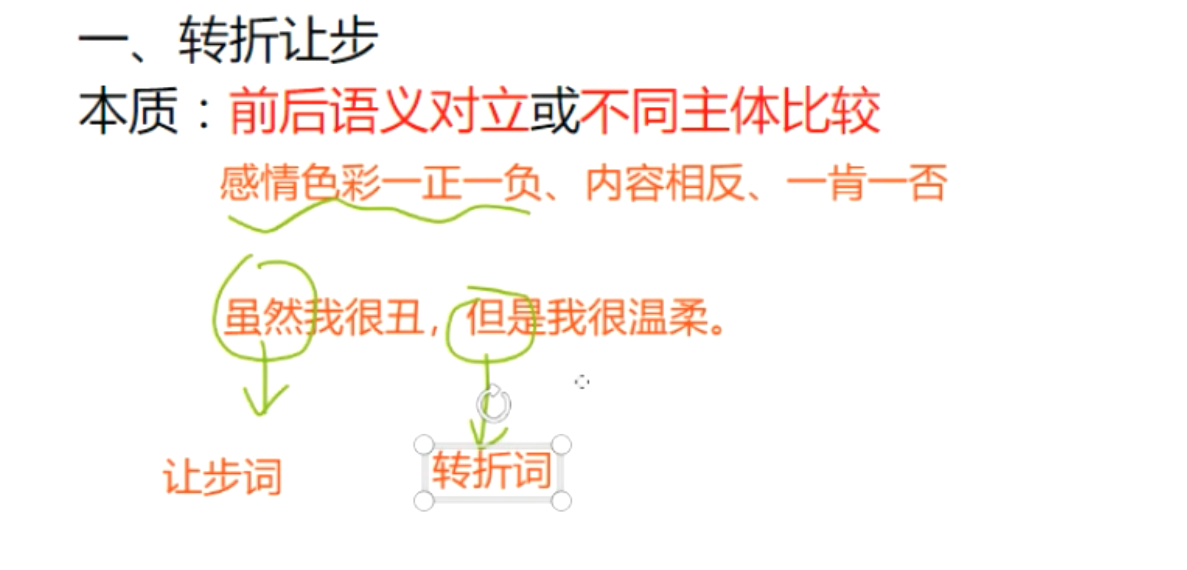 一、转折让步
本质：前后语义对立或不同主体比较
感情色彩一正一负、内容相反、一肯一否
虽然我很丑，但是我很温柔。
让步词
转折词